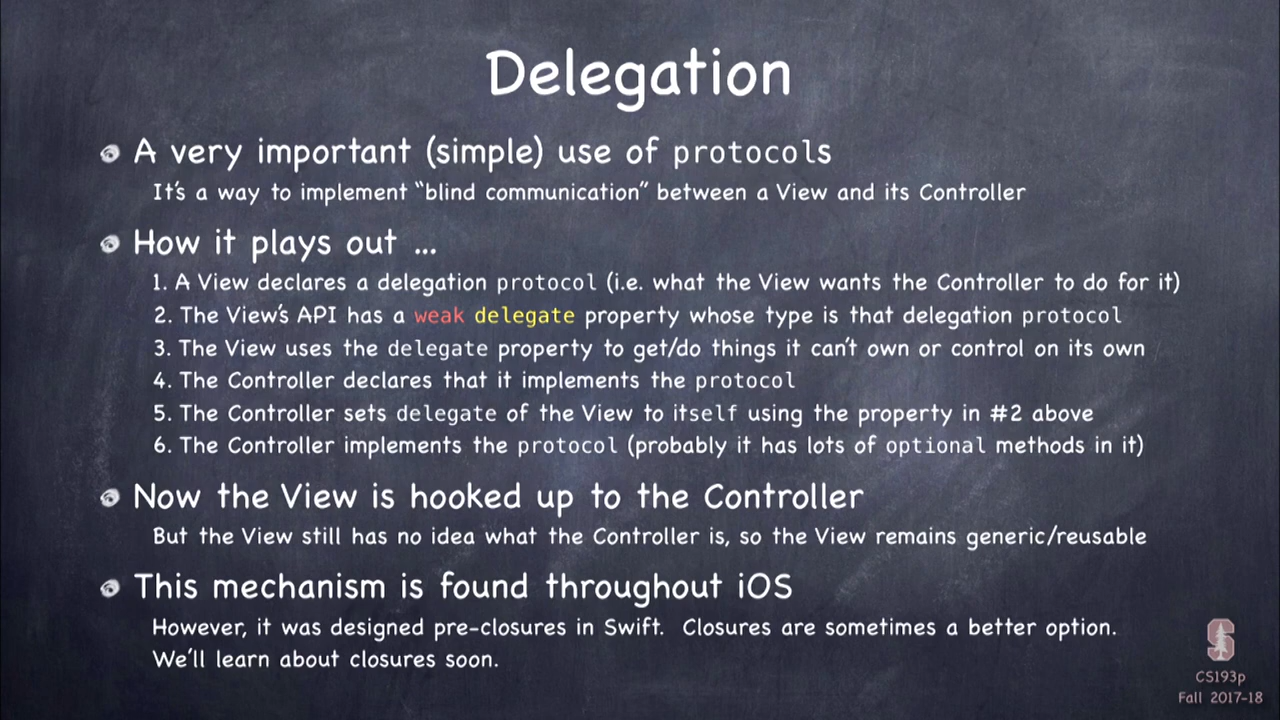 Delegation
A very important (simple) use of protocols
It's a way to implement “blind communication” between a View and its Controller
How it plays out ...
1. A View declares a delegation protocol (i.e. what the View wants the Controller to do for it)
2. The View's API has a weak delegate property whose type is that delegation protocol
3. The View uses the delegate property to get/do things it can't own or control on its own
4. The Controller declares that it implements the protocol
5. The Controller sets delegate of the View to itself using the property in #2 above
6. The Controller implements the protocol (probably it has lots of optional methods in it)
Now the View is hooked up to the Controller
But the View still has no idea what the Controller is, so the View remains generic/reusable
This mechanism is found throughout iOS
However, it was designed pre-closures in Swift. Closures are sometimes a better option.
We'll learn about closures soon.
S
CS193p
Fall 2017-18